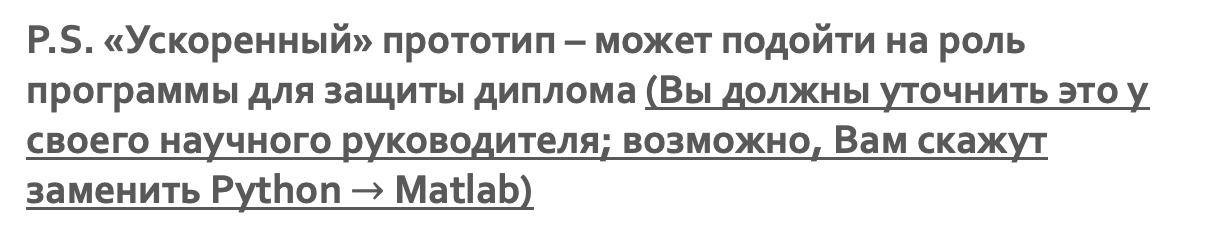 P.S. «Ускоренный» прототип – может подойти на роль
программы для защиты диплома (Вы должны уточнить это у
своего научного руководителя; возможно, Вам скажут
заменить Python → Matlab)